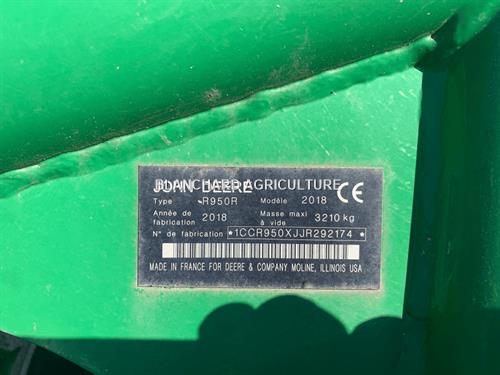 JOHN DEERE
BLANCHARD AGRICULTURE
CE
Type R950R Modèle 2018
Année de fabrication 2018 Masse maxi à vide 3210 kg
N° de fabrication *1CCR950XJJR292174*
MADE IN FRANCE FOR DEERE & COMPANY MOLINE, ILLINOIS USA